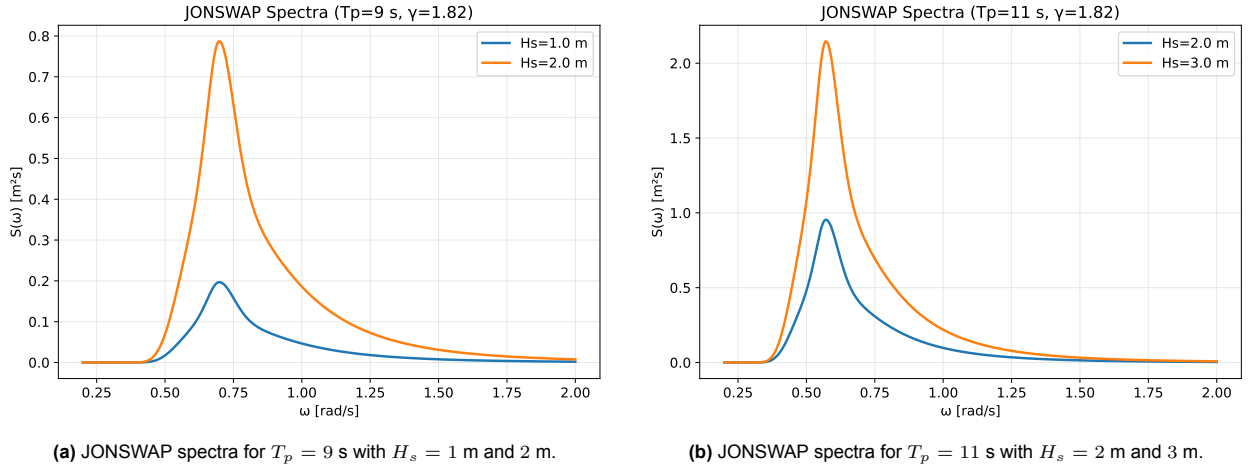 JONSWAP Spectra (Tp=9 s, γ=1.82)
Hs=1.0 m
Hs=2.0 m
0.8
0.7
0.6
0.5
0.4
0.3
0.2
0.1
0.0
S(ω) [m²s]
0.25 0.50 0.75 1.00 1.25 1.50 1.75 2.00
ω [rad/s]
(a) JONSWAP spectra for T_p = 9 s with H_s = 1 m and 2 m.
JONSWAP Spectra (Tp=11 s, γ=1.82)
Hs=2.0 m
Hs=3.0 m
2.0
1.5
1.0
0.5
0.0
S(ω) [m²s]
0.25 0.50 0.75 1.00 1.25 1.50 1.75 2.00
ω [rad/s]
(b) JONSWAP spectra for T_p = 11 s with H_s = 2 m and 3 m.